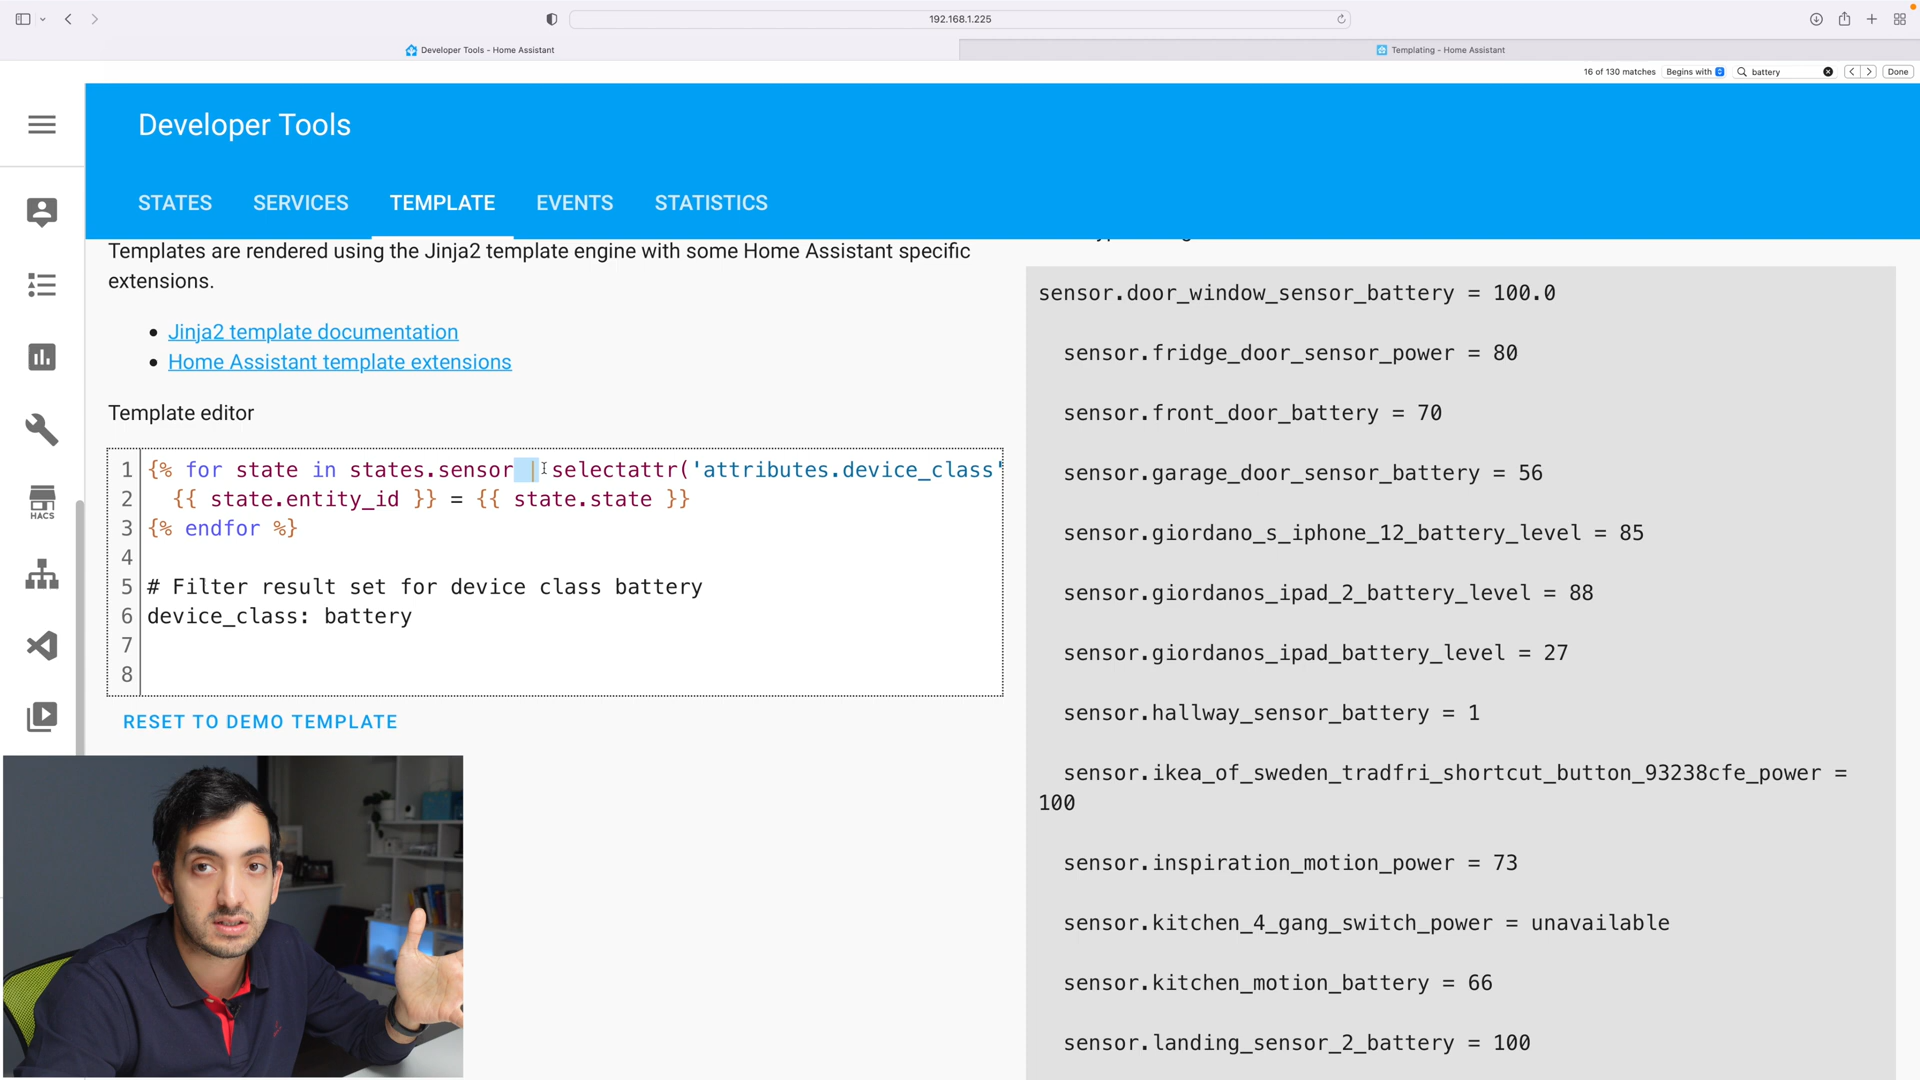 192.168.1.225
Developer Tools - Home Assistant
Templating - Home Assistant
16 of 130 matches
Begins with
battery
Done
Developer Tools
STATES
SERVICES
TEMPLATE
EVENTS
STATISTICS
HACS
Templates are rendered using the Jinja2 template engine with some Home Assistant specific
extensions.
Jinja2 template documentation
Home Assistant template extensions
Template editor
1 {% for state in states.sensor | selectattr('attributes.device_class'
2 {{ state.entity_id }} = {{ state.state }}
3 {% endfor %}
4
5 # Filter result set for device class battery
6 device_class: battery
7
8
RESET TO DEMO TEMPLATE
sensor.door_window_sensor_battery = 100.0
sensor.fridge_door_sensor_power = 80
sensor.front_door_battery = 70
sensor.garage_door_sensor_battery = 56
sensor.giordano_s_iphone_12_battery_level = 85
sensor.giordanos_ipad_2_battery_level = 88
sensor.giordanos_ipad_battery_level = 27
sensor.hallway_sensor_battery = 1
sensor.ikea_of_sweden_tradfri_shortcut_button_93238cfe_power =
100
sensor.inspiration_motion_power = 73
sensor.kitchen_4_gang_switch_power = unavailable
sensor.kitchen_motion_battery = 66
sensor.landing_sensor_2_battery = 100